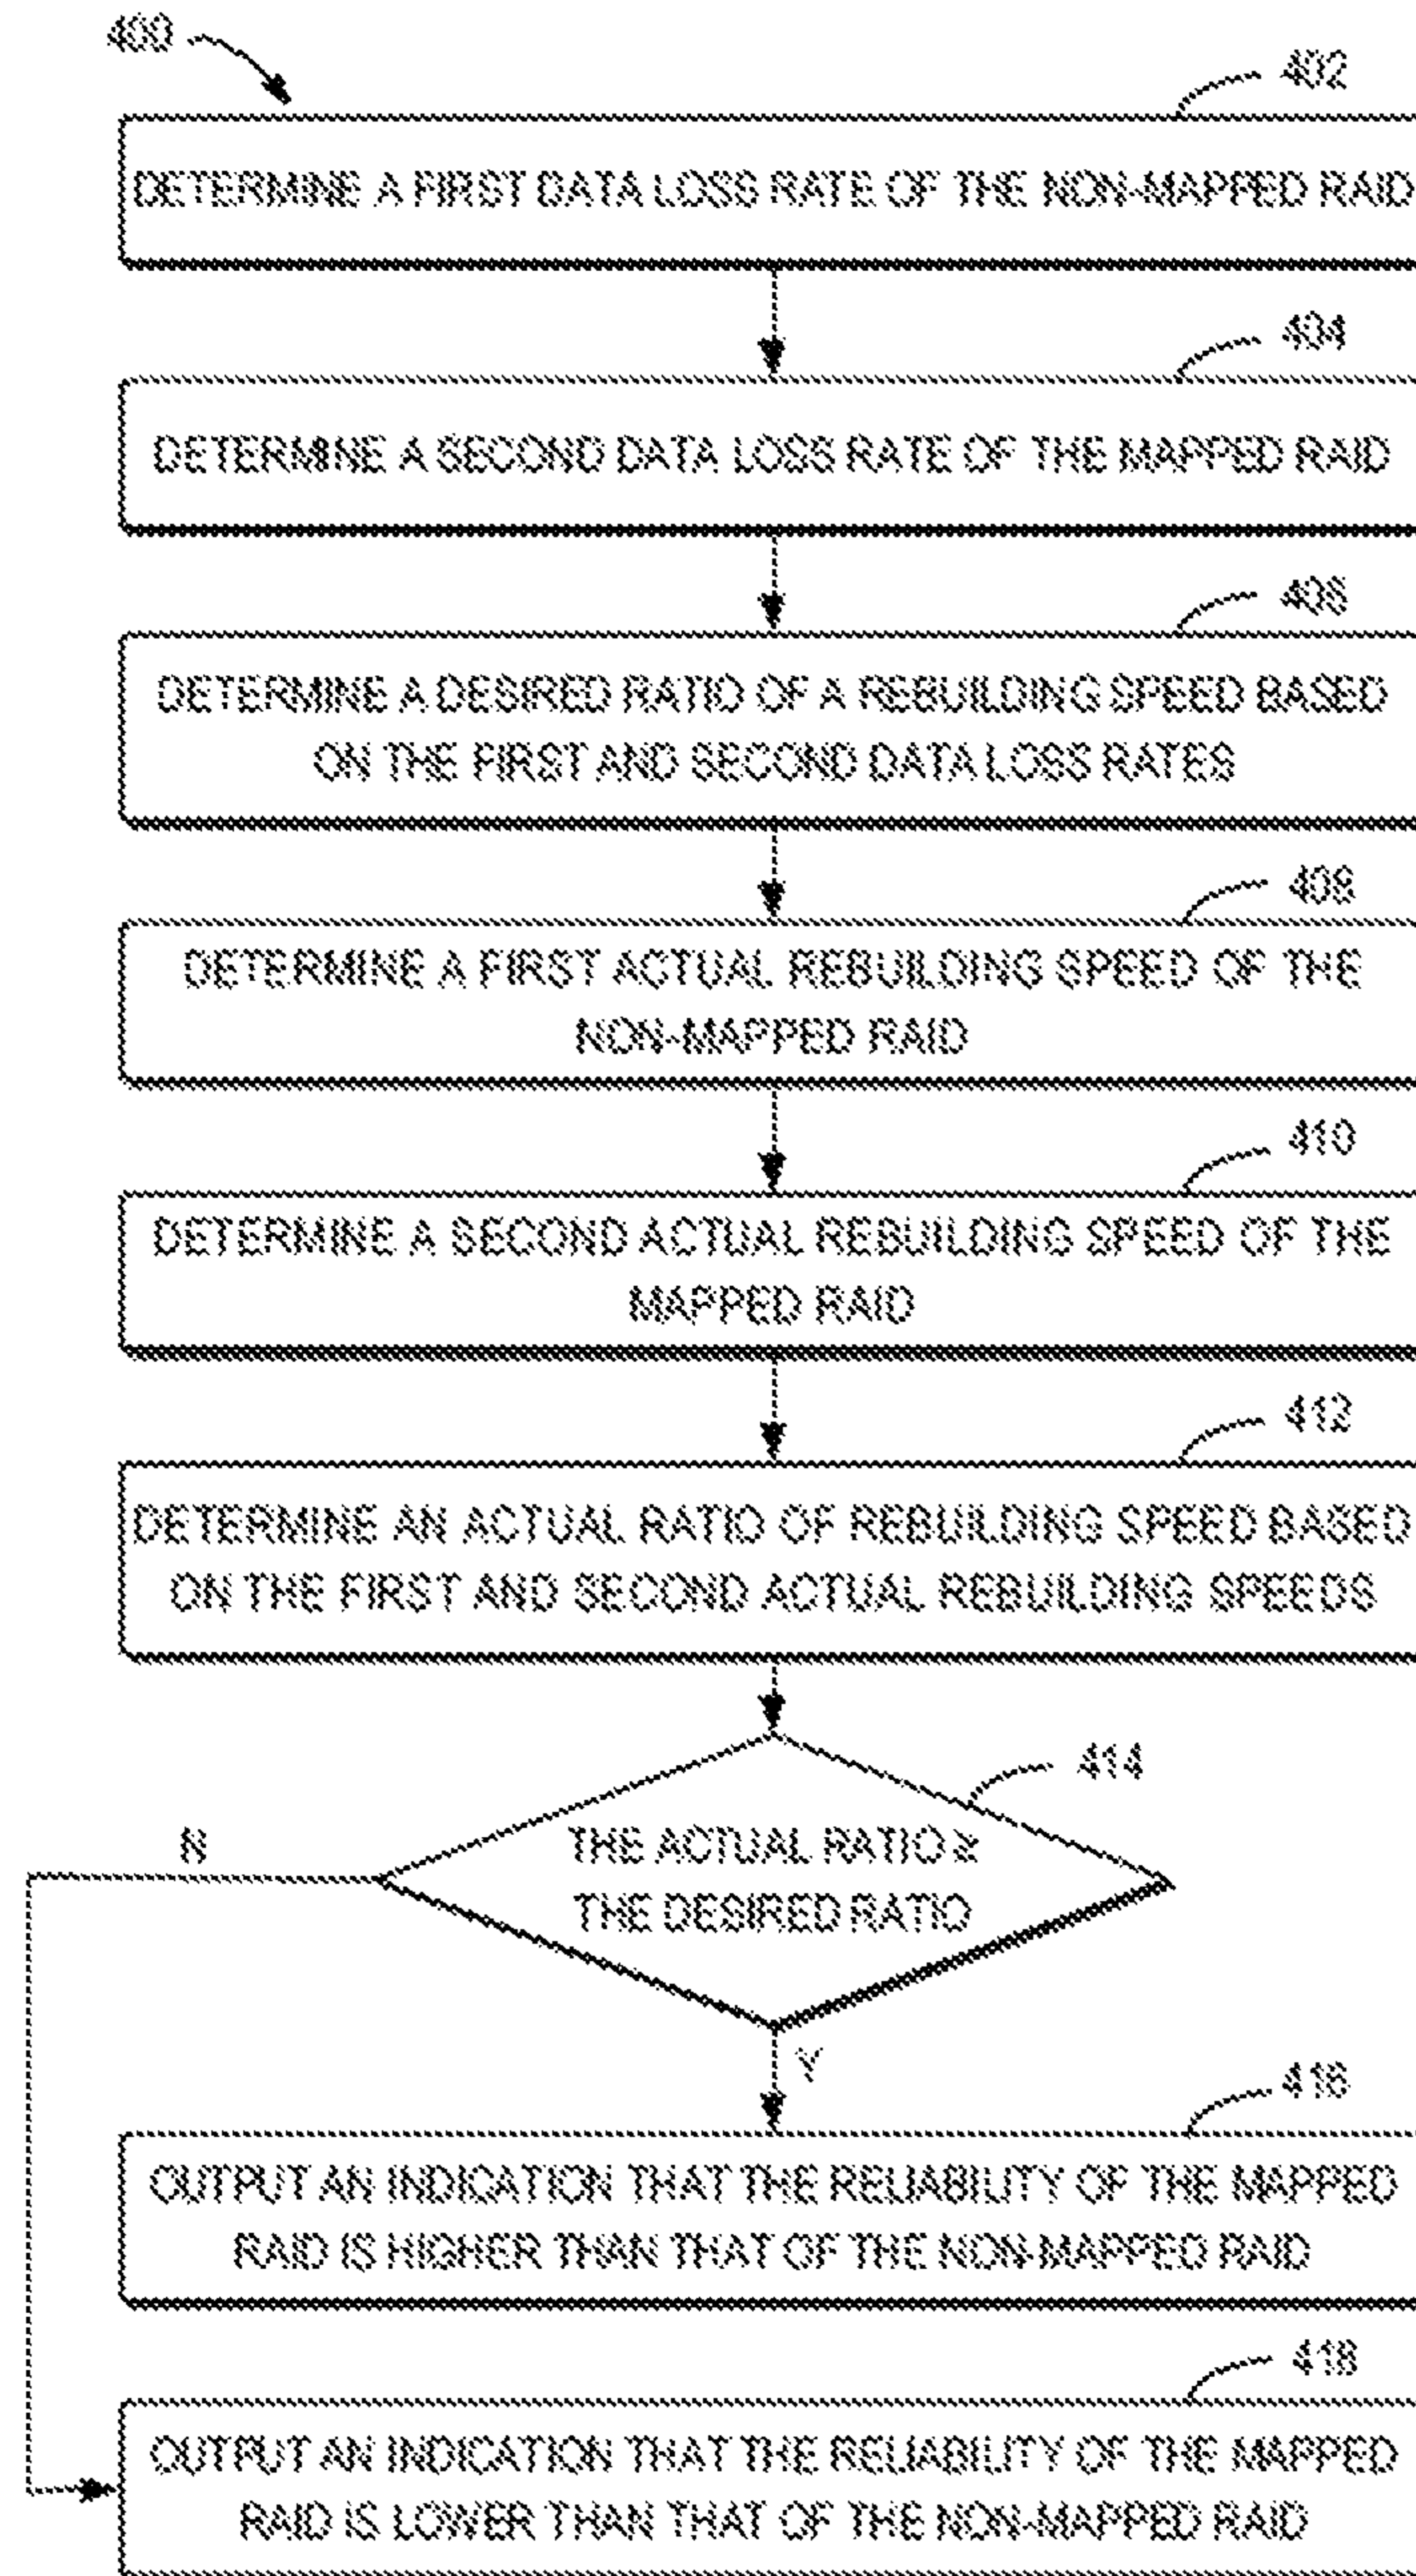 400
402
DETERMINE A FIRST DATA LOSS RATE OF THE NON-MAPPED RAID
404
DETERMINE A SECOND DATA LOSS RATE OF THE MAPPED RAID
406
DETERMINE A DESIRED RATIO OF A REBUILDING SPEED BASED
ON THE FIRST AND SECOND DATA LOSS RATES
408
DETERMINE A FIRST ACTUAL REBUILDING SPEED OF THE
NON-MAPPED RAID
410
DETERMINE A SECOND ACTUAL REBUILDING SPEED OF THE
MAPPED RAID
412
DETERMINE AN ACTUAL RATIO OF REBUILDING SPEED BASED
ON THE FIRST AND SECOND ACTUAL REBUILDING SPEEDS
414
N
THE ACTUAL RATIO ≥
THE DESIRED RATIO
Y
416
OUTPUT AN INDICATION THAT THE RELIABILITY OF THE MAPPED
RAID IS HIGHER THAN THAT OF THE NON-MAPPED RAID
418
OUTPUT AN INDICATION THAT THE RELIABILITY OF THE MAPPED
RAID IS LOWER THAN THAT OF THE NON-MAPPED RAID